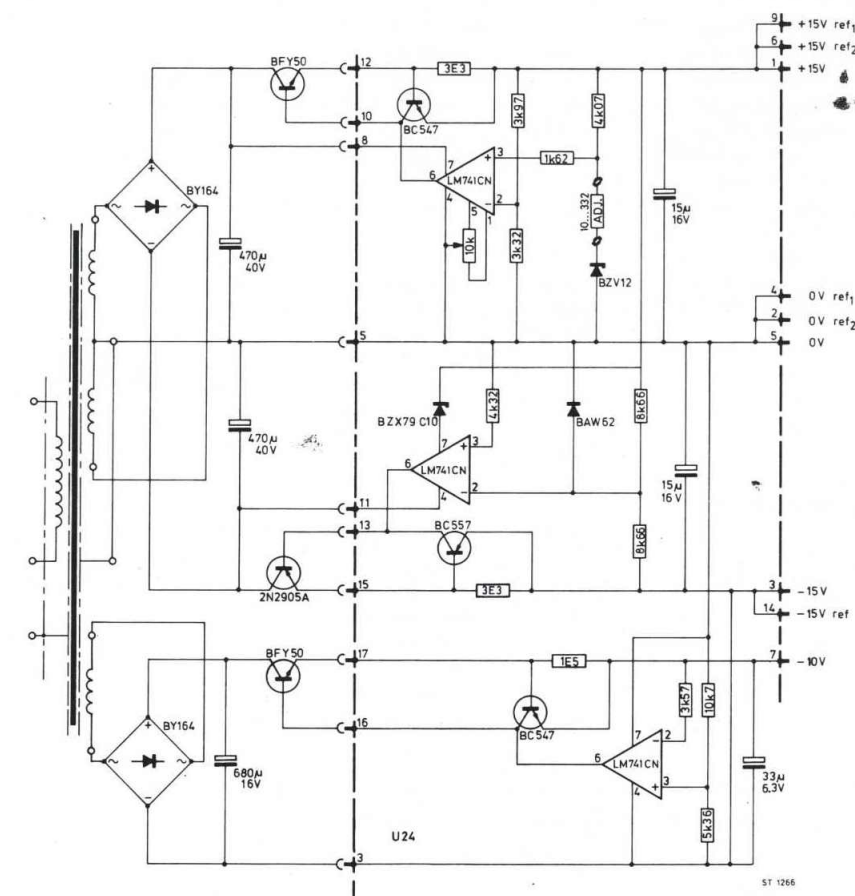 9 +15V ref1
6 +15V ref2
1 +15V
BFY50
12
3E3
10
BC547
8
3k97
4k07
1k62
BY164
+
~ ~
-
6
LM741CN
7
4
+ 3
- 2
5
1
10k
3k32
10...332
ADJ.
BZV12
470µ
40V
15µ
16V
4 0V ref1
2 0V ref2
5 0V
5
BZX79 C10
4k32
BAW62
8k66
470µ
40V
7
6
LM741CN
4
+ 3
- 2
15µ
16V
11
13
BC557
8k66
2N2905A
15
3E3
3 -15V
14 -15V ref
BFY50
17
1E5
7 -10V
16
BC547
3k57
10k7
BY164
+
~ ~
-
680µ
16V
7
- 2
6
LM741CN
+ 3
4
5k36
33µ
6.3V
U24
3
ST 1266